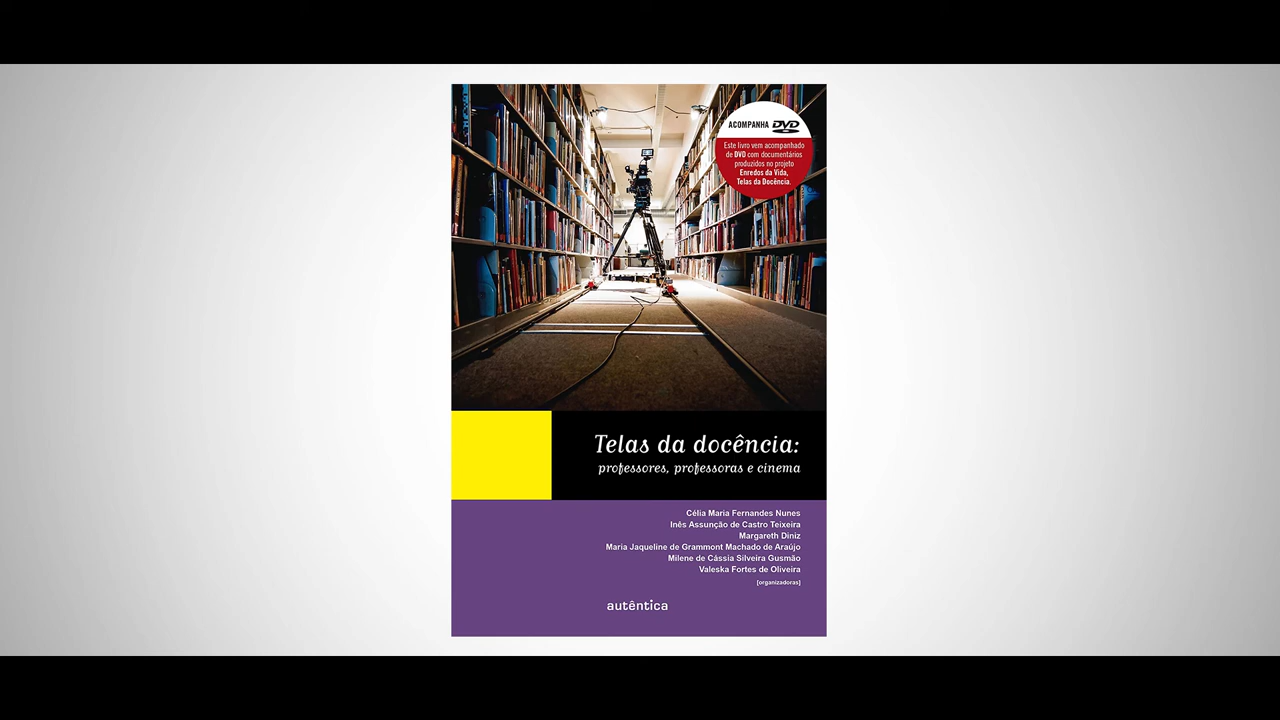 ACOMPANHA DVD
Este livro vem acompanhado
de DVD com documentários
produzidos no projeto
Enredos da Vida,
Telas da Docência.
Telas da docência:
professores, professoras e cinema
Célia Maria Fernandes Nunes
Inês Assunção de Castro Teixeira
Margareth Diniz
Maria Jaqueline de Grammont Machado de Araújo
Milene de Cássia Silveira Gusmão
Valeska Fortes de Oliveira
[organizadoras]
autêntica